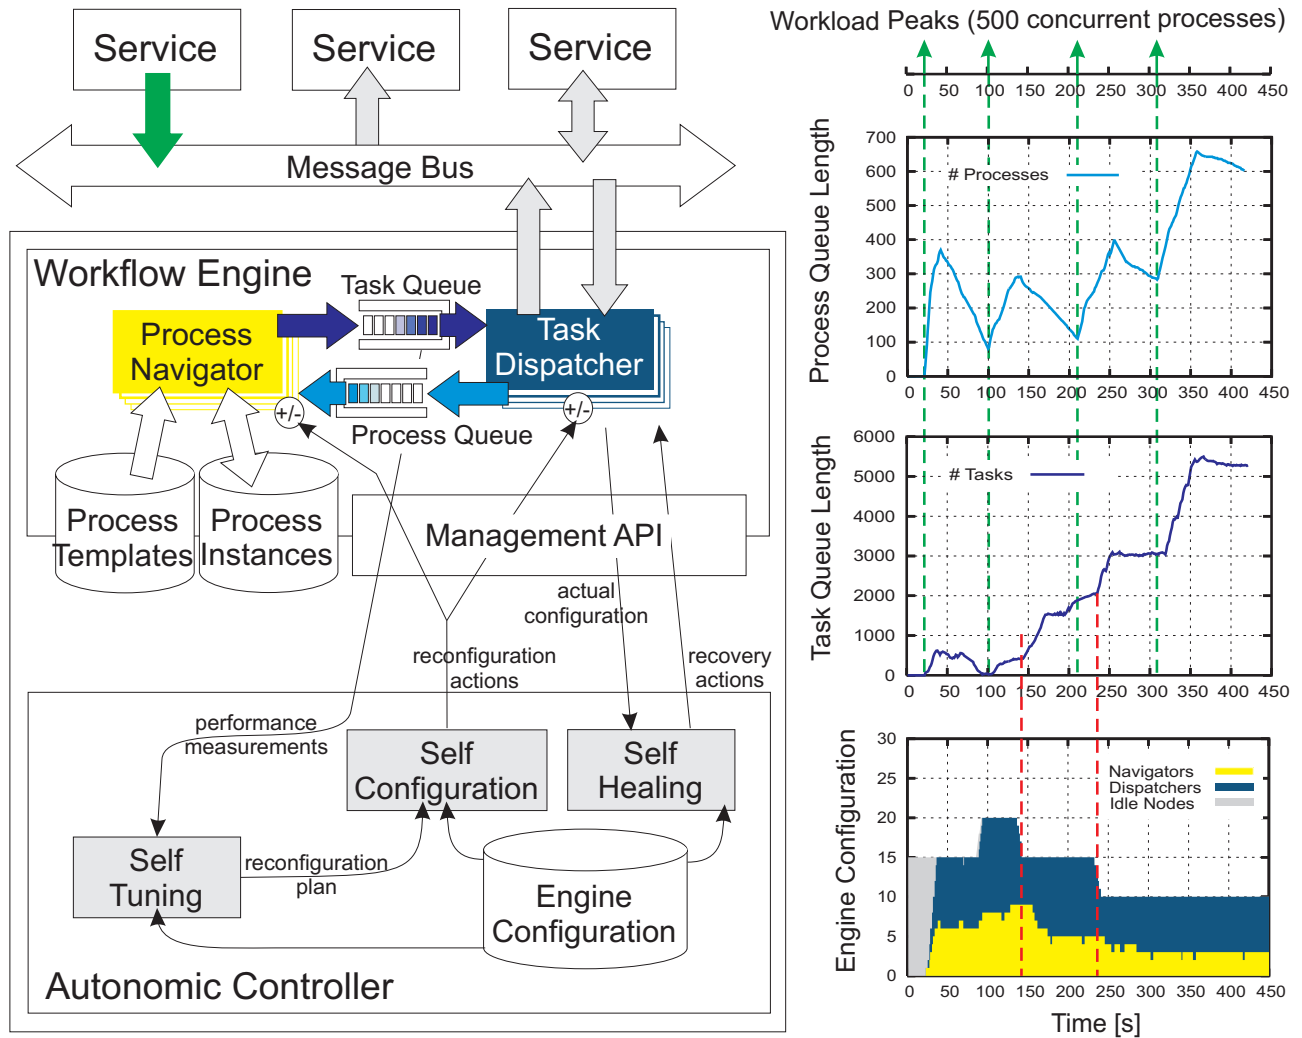 Service
Service
Service
Message Bus
Workflow Engine
Task Queue
Process
Navigator
Task
Dispatcher
+/-
+/-
Process Queue
Process
Templates
Process
Instances
Management API
actual
configuration
reconfiguration
actions
recovery
actions
performance
measurements
Self
Configuration
Self
Healing
Self
Tuning
reconfiguration
plan
Engine
Configuration
Autonomic Controller
Workload Peaks (500 concurrent processes)
0 50 100 150 200 250 300 350 400 450
Process Queue Length
700
600
500
400
300
200
100
0
# Processes
0 50 100 150 200 250 300 350 400 450
Task Queue Length
6000
5000
4000
3000
2000
1000
0
# Tasks
0 50 100 150 200 250 300 350 400 450
Engine Configuration
30
25
20
15
10
5
0
Navigators
Dispatchers
Idle Nodes
0 50 100 150 200 250 300 350 400 450
Time [s]